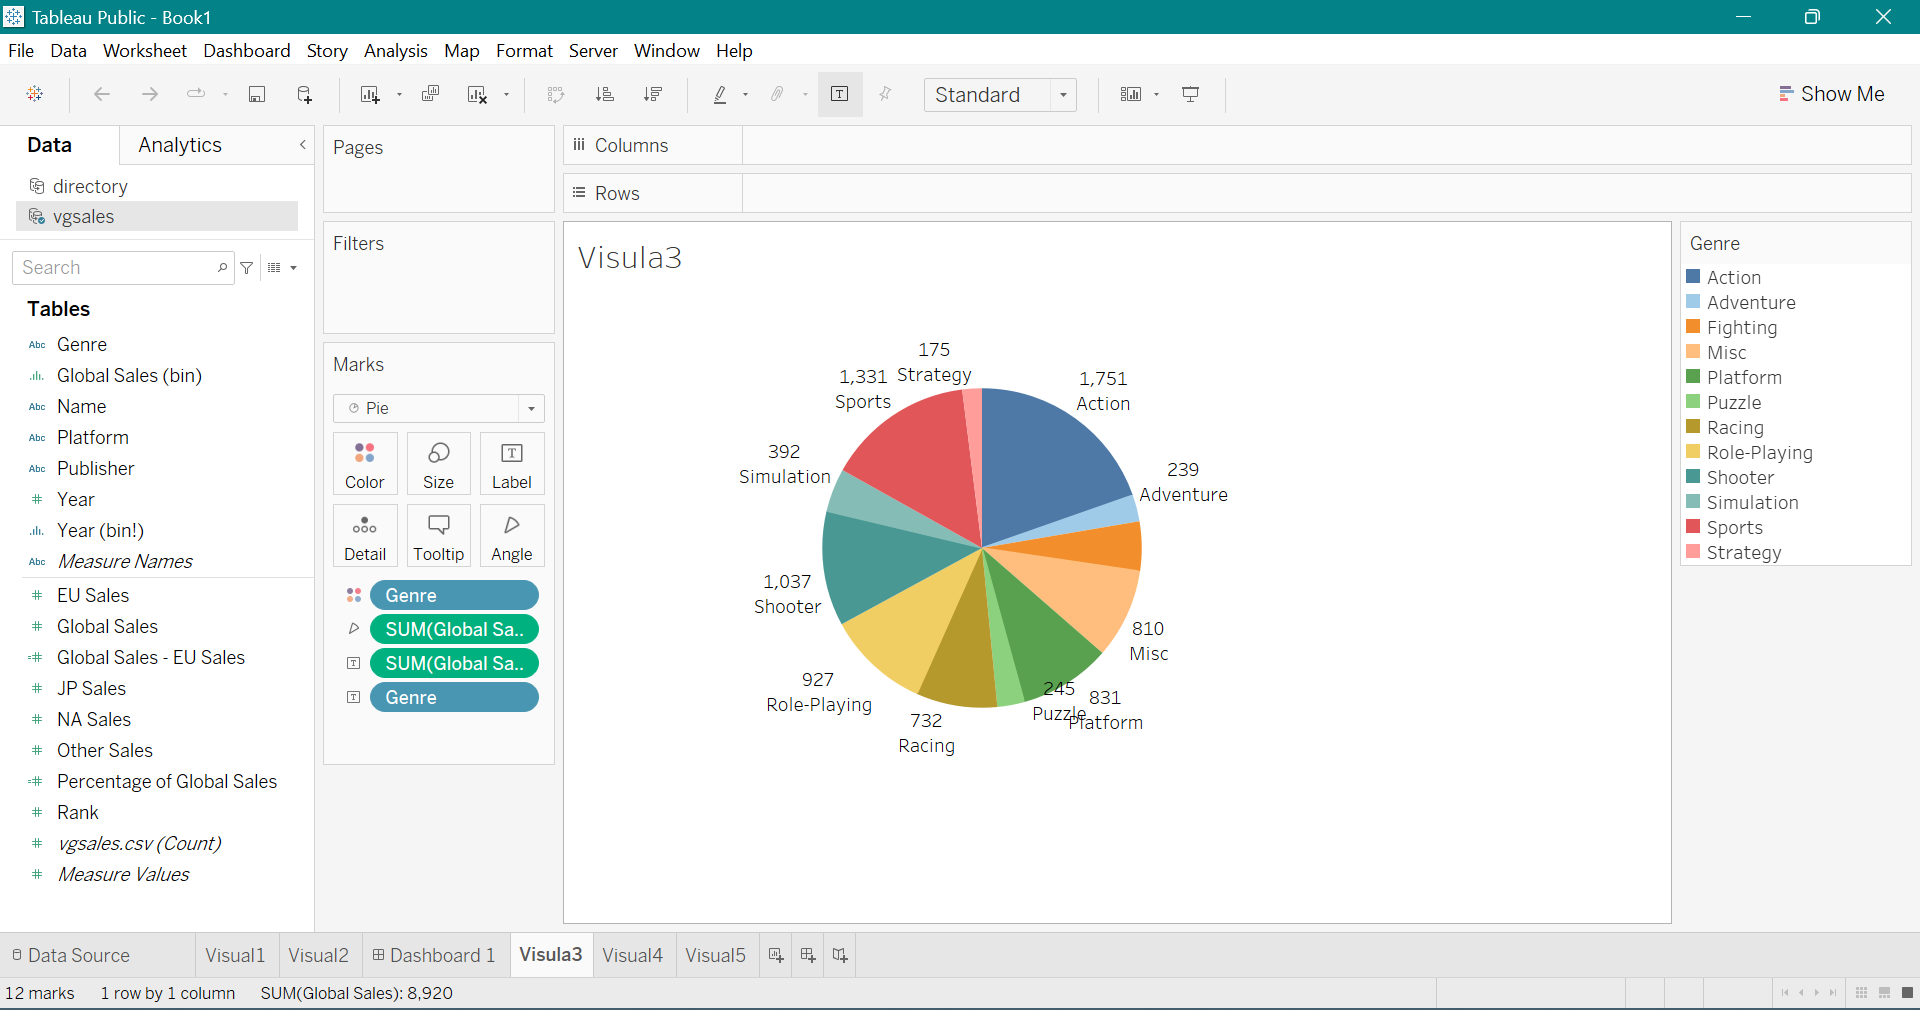 Tableau Public - Book1
File Data Worksheet Dashboard Story Analysis Map Format Server Window Help
Standard
Show Me
Data
Analytics
directory
vgsales
Search
Tables
Abc Genre
Global Sales (bin)
Abc Name
Abc Platform
Abc Publisher
# Year
Year (bin!)
Abc Measure Names
# EU Sales
# Global Sales
=# Global Sales - EU Sales
# JP Sales
# NA Sales
# Other Sales
=# Percentage of Global Sales
# Rank
# vgsales.csv (Count)
# Measure Values
Pages
Filters
Marks
Pie
Color
Size
T
Label
Detail
Tooltip
Angle
Genre
SUM(Global Sa..
T SUM(Global Sa..
T Genre
Columns
Rows
Visula3
175
Strategy
1,331
Sports
1,751
Action
392
Simulation
239
Adventure
1,037
Shooter
810
Misc
927
Role-Playing
245
Puzzle
831
Platform
732
Racing
Genre
Action
Adventure
Fighting
Misc
Platform
Puzzle
Racing
Role-Playing
Shooter
Simulation
Sports
Strategy
Data Source
Visual1
Visual2
Dashboard 1
Visula3
Visual4
Visual5
12 marks
1 row by 1 column
SUM(Global Sales): 8,920